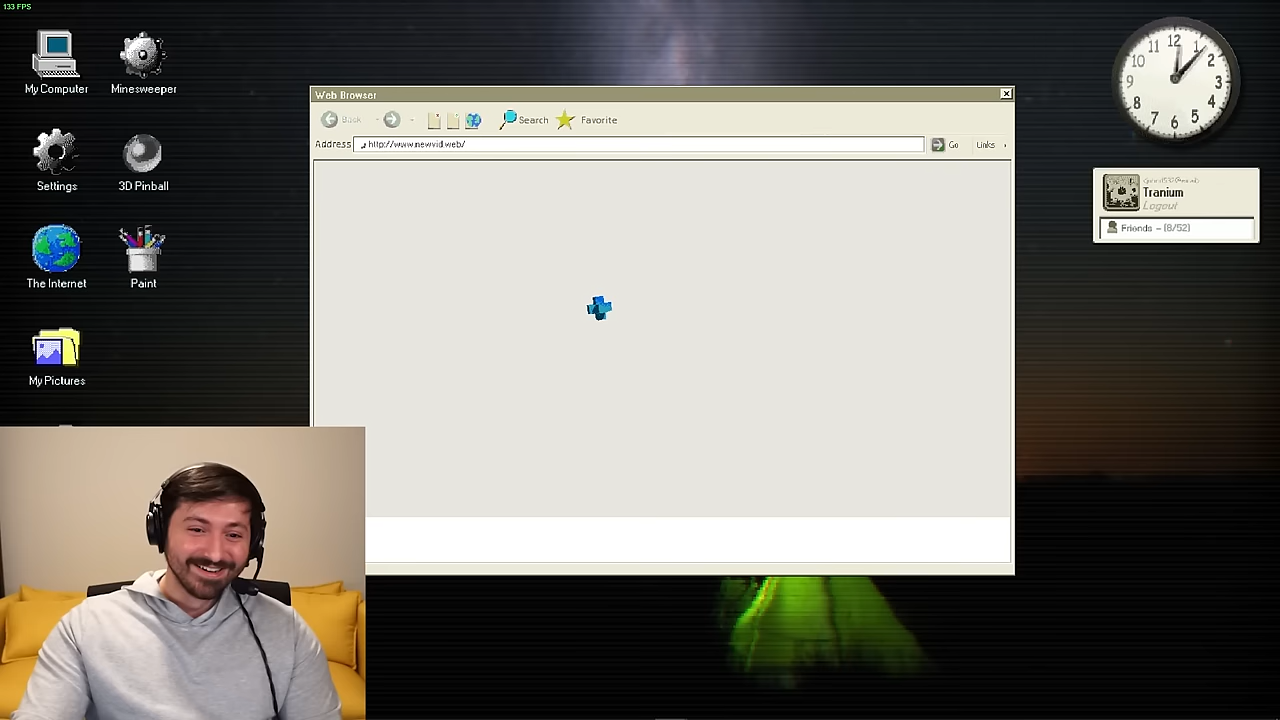 133 FPS
My Computer
Minesweeper
Settings
3D Pinball
The Internet
Paint
My Pictures
Web Browser
Back
Search
Favorite
Address
http://www.newvid.web/
Go
Links
12
1
2
3
4
5
6
7
8
9
10
11
Tranium
Logout
Friends - (8/52)